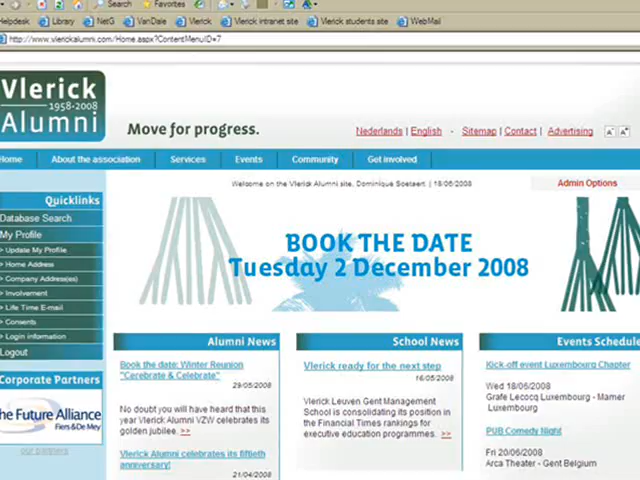 Search Favorites
Helpdesk Library NetG VanDale Vlerick Vlerick intranet site Vlerick students site WebMail
http://www.vlerickalumni.com/Home.aspx?ContentMenuID=7
Vlerick
1958-2008
Alumni
Move for progress.
Nederlands | English - Sitemap | Contact | Advertising A- A+
Home About the association Services Events Community Get involved
Welcome on the Vlerick Alumni site, Dominique Soetaert. | 18/06/2008
Admin Options
Quicklinks
Database Search
My Profile
> Update My Profile
> Home Address
> Company Address(es)
> Involvement
> Life Time E-mail
> Consents
> Login information
Logout
Corporate Partners
The Future Alliance
Fiers&De Mey
our partners
BOOK THE DATE
Tuesday 2 December 2008
Alumni News
Book the date: Winter Reunion
"Cerebrate & Celebrate"
29/05/2008
No doubt you will have heard that this
year Vlerick Alumni VZW celebrates its
golden jubilee. >>
Vlerick Alumni celebrates its fiftieth
anniversary!
21/04/2008
School News
Vlerick ready for the next step
16/05/2008
Vlerick Leuven Gent Management
School is consolidating its position in
the Financial Times rankings for
executive education programmes. >>
Events Schedule
Kick-off event Luxembourg Chapter
Wed 18/06/2008
Grafe Lecocq Luxembourg - Mamer
Luxembourg
PUB Comedy Night
Fri 20/06/2008
Arca Theater - Gent Belgium